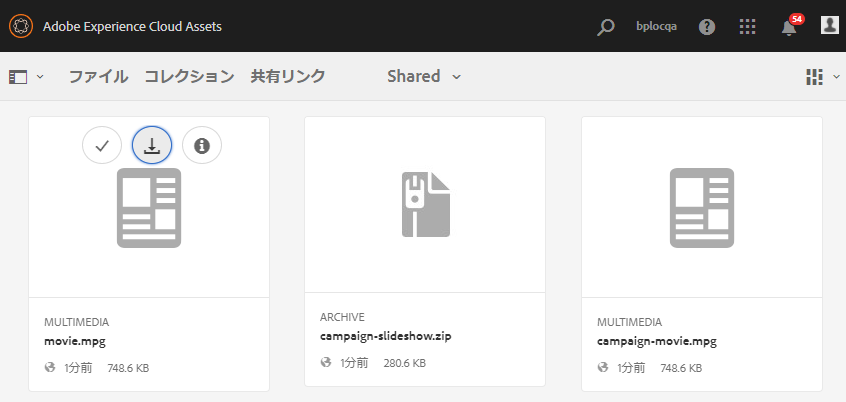 Adobe Experience Cloud Assets
bplocqa
54
ファイル コレクション 共有リンク Shared
MULTIMEDIA
movie.mpg
1分前 748.6 KB
ARCHIVE
campaign-slideshow.zip
1分前 280.6 KB
MULTIMEDIA
campaign-movie.mpg
1分前 748.6 KB